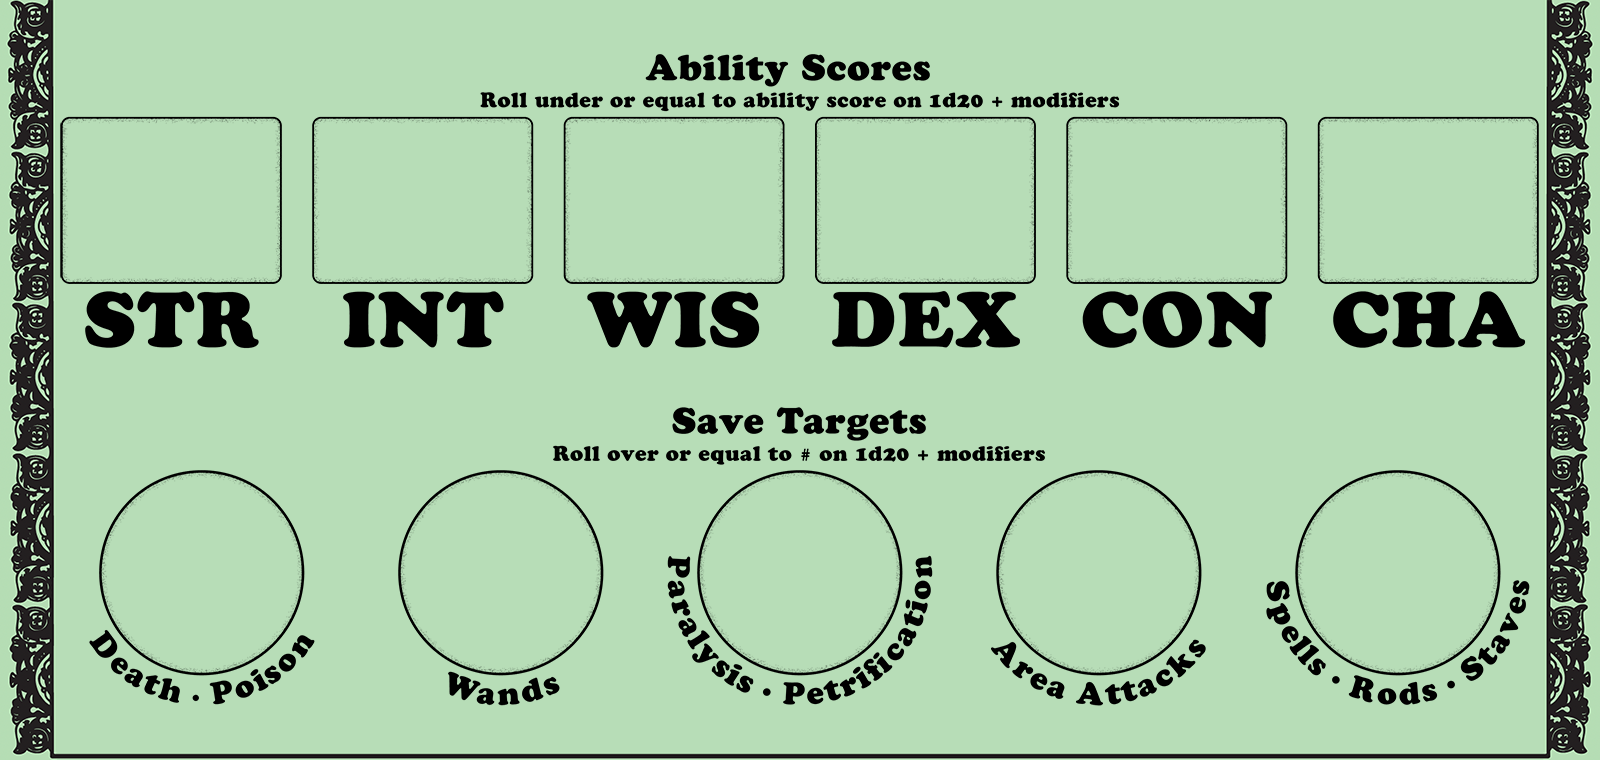 Ability Scores
Roll under or equal to ability score on 1d20 + modifiers
STR INT WIS DEX CON CHA
Save Targets
Roll over or equal to # on 1d20 + modifiers
Death · Poison
Wands
Paralysis · Petrification
Area Attacks
Spells · Rods · Staves